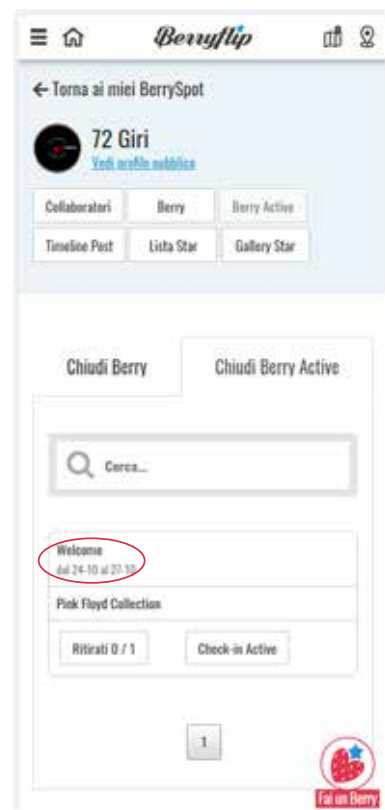 Berryflip
← Torna ai miei BerrySpot
72 Giri
Vedi profilo pubblico
Collaboratori Berry Berry Active
Timeline Post Lista Star Gallery Star
Chiudi Berry Chiudi Berry Active
Cerca...
Welcome
dal 24-10 al 27-10
Pink Floyd Collection
Ritirati 0 / 1 Check-in Active
1
Fai un Berry